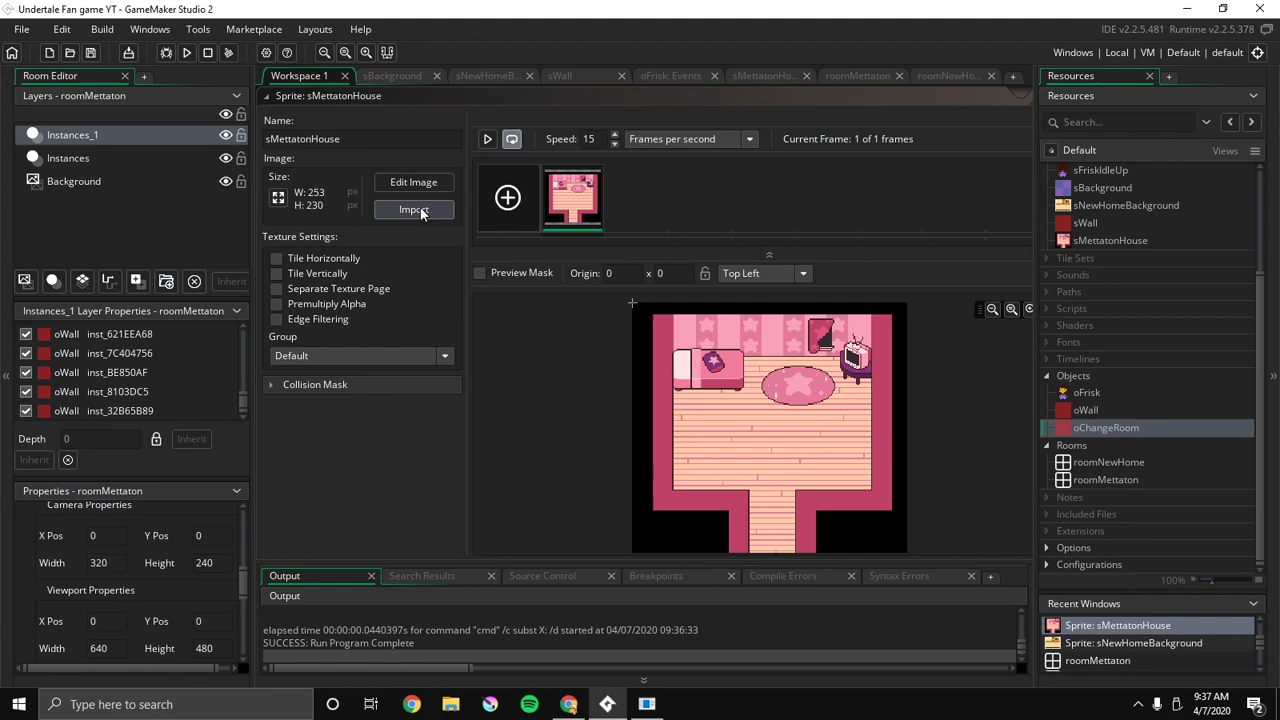 Undertale Fan game YT - GameMaker Studio 2
File Edit Build Windows Tools Marketplace Layouts Help
IDE v2.2.5.481 Runtime v2.2.5.378
Windows | Local | VM | Default | default
Room Editor
Layers - roomMettaton
Instances_1
Instances
Background
Inherit
Instances_1 Layer Properties - roomMettaton
oWall inst_621EEA68
oWall inst_7C404756
oWall inst_BE850AF
oWall inst_8103DC5
oWall inst_32B65B89
Depth 0 Inherit
Inherit
Properties - roomMettaton
Camera Properties
X Pos 0 Y Pos 0
Width 320 Height 240
Viewport Properties
X Pos 0 Y Pos 0
Width 640 Height 480
Workspace 1 sBackground sNewHomeB... sWall oFrisk: Events sMettatonHo... roomMettaton roomNewHo...
Sprite: sMettatonHouse
Name:
sMettatonHouse
Image:
Size:
W: 253 px
H: 230 px
Edit Image
Import
Texture Settings:
Tile Horizontally
Tile Vertically
Separate Texture Page
Premultiply Alpha
Edge Filtering
Group
Default
Collision Mask
Speed: 15 Frames per second Current Frame: 1 of 1 frames
Preview Mask Origin: 0 x 0 Top Left
Output Search Results Source Control Breakpoints Compile Errors Syntax Errors
Output
elapsed time 00:00:00.0440397s for command "cmd" /c subst X: /d started at 04/07/2020 09:36:33
SUCCESS: Run Program Complete
Resources
Resources
Search...
Default Views
sFriskIdleUp
sBackground
sNewHomeBackground
sWall
sMettatonHouse
Tile Sets
Sounds
Paths
Scripts
Shaders
Fonts
Timelines
Objects
oFrisk
oWall
oChangeRoom
Rooms
roomNewHome
roomMettaton
Notes
Included Files
Extensions
Options
Configurations
100%
Recent Windows
Sprite: sMettatonHouse
Sprite: sNewHomeBackground
roomMettaton
Type here to search
9:37 AM
4/7/2020
2